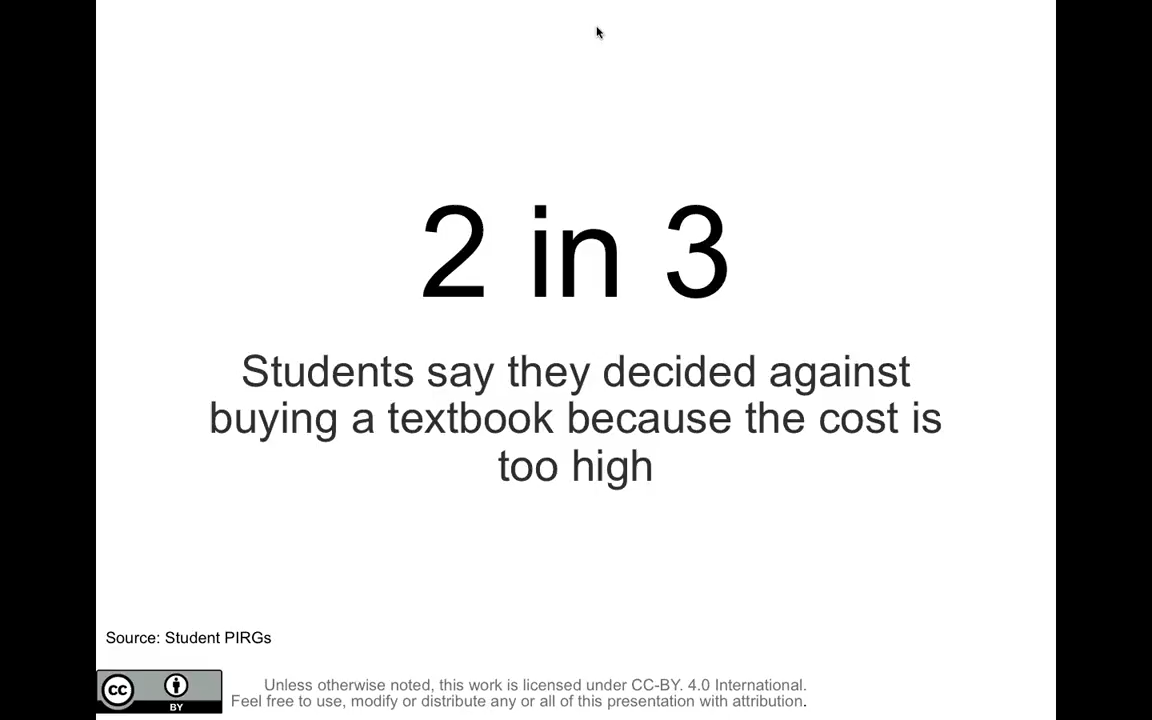 2 in 3
Students say they decided against
buying a textbook because the cost is
too high
Source: Student PIRGs
cc
BY
Unless otherwise noted, this work is licensed under CC-BY. 4.0 International.
Feel free to use, modify or distribute any or all of this presentation with attribution.